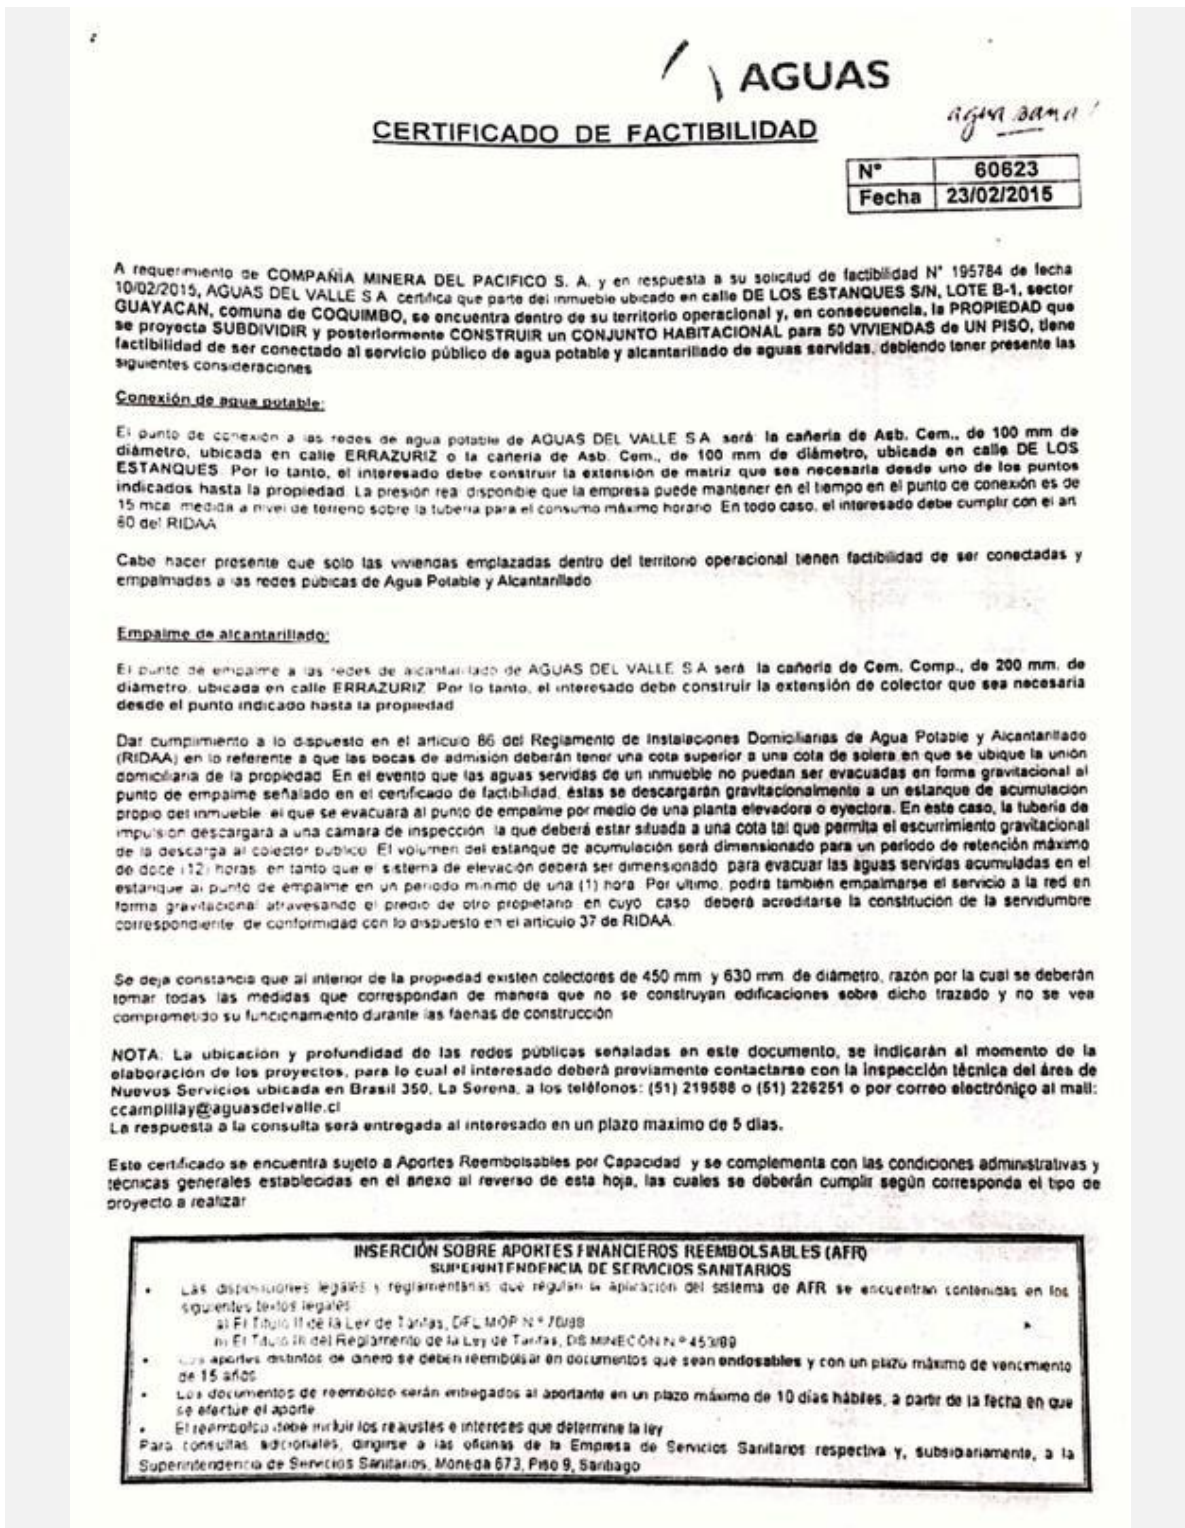 AGUAS
agua sana!
CERTIFICADO DE FACTIBILIDAD
N° 60623
Fecha 23/02/2015
A requerimiento de COMPAÑÍA MINERA DEL PACIFICO S. A. y en respuesta a su solicitud de factibilidad N° 195784 de fecha
10/02/2015, AGUAS DEL VALLE S A certifica que parte del inmueble ubicado en calle DE LOS ESTANQUES S/N, LOTE B-1, sector
GUAYACAN, comuna de COQUIMBO, se encuentra dentro de su territorio operacional y, en consecuencia, la PROPIEDAD que
se proyecta SUBDIVIDIR y posteriormente CONSTRUIR un CONJUNTO HABITACIONAL para 50 VIVIENDAS de UN PISO, tiene
factibilidad de ser conectado al servicio público de agua potable y alcantarillado de aguas servidas, debiendo tener presente las
siguientes consideraciones
Conexión de agua potable:
El punto de conexión a las redes de agua potable de AGUAS DEL VALLE S A será: la cañería de Asb. Cem., de 100 mm de
diámetro, ubicada en calle ERRAZURIZ o la cañería de Asb. Cem., de 100 mm de diámetro, ubicada en calle DE LOS
ESTANQUES. Por lo tanto, el interesado debe construir la extensión de matriz que sea necesaria desde uno de los puntos
indicados hasta la propiedad. La presión real disponible que la empresa puede mantener en el tiempo en el punto de conexión es de
15 mca medida a nivel de terreno sobre la tubería para el consumo máximo horario. En todo caso, el interesado debe cumplir con el art
60 del RIDAA
Cabe hacer presente que solo las viviendas emplazadas dentro del territorio operacional tienen factibilidad de ser conectadas y
empalmadas a las redes púbicas de Agua Potable y Alcantarillado
Empalme de alcantarillado:
El punto de empalme a las redes de alcantarillado de AGUAS DEL VALLE S A será la cañería de Cem. Comp., de 200 mm. de
diámetro, ubicada en calle ERRAZURIZ. Por lo tanto, el interesado debe construir la extensión de colector que sea necesaria
desde el punto indicado hasta la propiedad
Dar cumplimiento a lo dispuesto en el artículo 86 del Reglamento de Instalaciones Domiciliarias de Agua Potable y Alcantarillado
(RIDAA) en lo referente a que las bocas de admisión deberán tener una cota superior a una cota de solera en que se ubique la unión
domiciliaria de la propiedad. En el evento que las aguas servidas de un inmueble no puedan ser evacuadas en forma gravitacional al
punto de empalme señalado en el certificado de factibilidad, éstas se descargarán gravitacionalmente a un estanque de acumulación
propio del inmueble, el que se evacuará al punto de empalme por medio de una planta elevadora o eyectora. En este caso, la tubería de
impulsión descargará a una cámara de inspección la que deberá estar situada a una cota tal que permita el escurrimiento gravitacional
de la descarga al colector público. El volumen del estanque de acumulación será dimensionado para un período de retención máximo
de doce (12) horas, en tanto que el sistema de elevación deberá ser dimensionado para evacuar las aguas servidas acumuladas en el
estanque al punto de empalme en un periodo mínimo de una (1) hora. Por ultimo, podrá también empalmarse el servicio a la red en
forma gravitacional atravesando el predio de otro propietario en cuyo caso deberá acreditarse la constitución de la servidumbre
correspondiente, de conformidad con lo dispuesto en el artículo 37 de RIDAA.
Se deja constancia que al interior de la propiedad existen colectores de 450 mm y 630 mm de diámetro, razón por la cual se deberán
tomar todas las medidas que correspondan de manera que no se construyan edificaciones sobre dicho trazado y no se vea
comprometido su funcionamiento durante las faenas de construcción
NOTA: La ubicación y profundidad de las redes públicas señaladas en este documento, se indicarán al momento de la
elaboración de los proyectos, para lo cual el interesado deberá previamente contactarse con la inspección técnica del área de
Nuevos Servicios ubicada en Brasil 350, La Serena, a los teléfonos: (51) 219588 o (51) 226251 o por correo electrónico al mail:
ccampillay@aguasdelvalle.cl
La respuesta a la consulta será entregada al interesado en un plazo maximo de 5 días.
Este certificado se encuentra sujeto a Aportes Reembolsables por Capacidad y se complementa con las condiciones administrativas y
técnicas generales establecidas en el anexo al reverso de esta hoja, las cuales se deberán cumplir según corresponda el tipo de
proyecto a realizar
INSERCIÓN SOBRE APORTES FINANCIEROS REEMBOLSABLES (AFR)
SUPERINTENDENCIA DE SERVICIOS SANITARIOS
• Las disposiciones legales y reglamentarias que regulan la aplicación del sistema de AFR se encuentran contenidas en los
siguientes textos legales
a) El Título II de la Ley de Tarifas, DFL MOP N° 70/88
b) El Título III del Reglamento de la Ley de Tarifas, DS MINECON N° 453/89
• Los aportes distintos de dinero se deben reembolsar en documentos que sean endosables y con un plazo máximo de vencimiento
de 15 años
• Los documentos de reembolso serán entregados al aportante en un plazo máximo de 10 días hábiles, a partir de la fecha en que
se efectúe el aporte
• El reembolso debe incluir los reajustes e intereses que determine la ley
Para consultas adicionales, dirigirse a las oficinas de la Empresa de Servicios Sanitarios respectiva y, subsidiariamente, a la
Superintendencia de Servicios Sanitarios, Moneda 673, Piso 9, Santiago